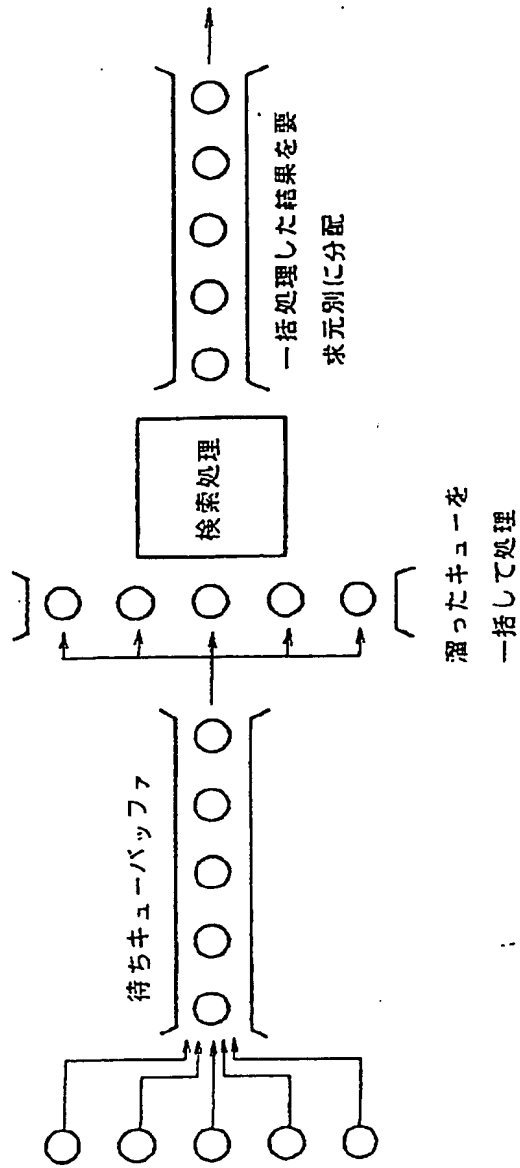 待ちキューバッファ
溜ったキューを
一括して処理
検索処理
一括処理した結果を要
求元別に分配